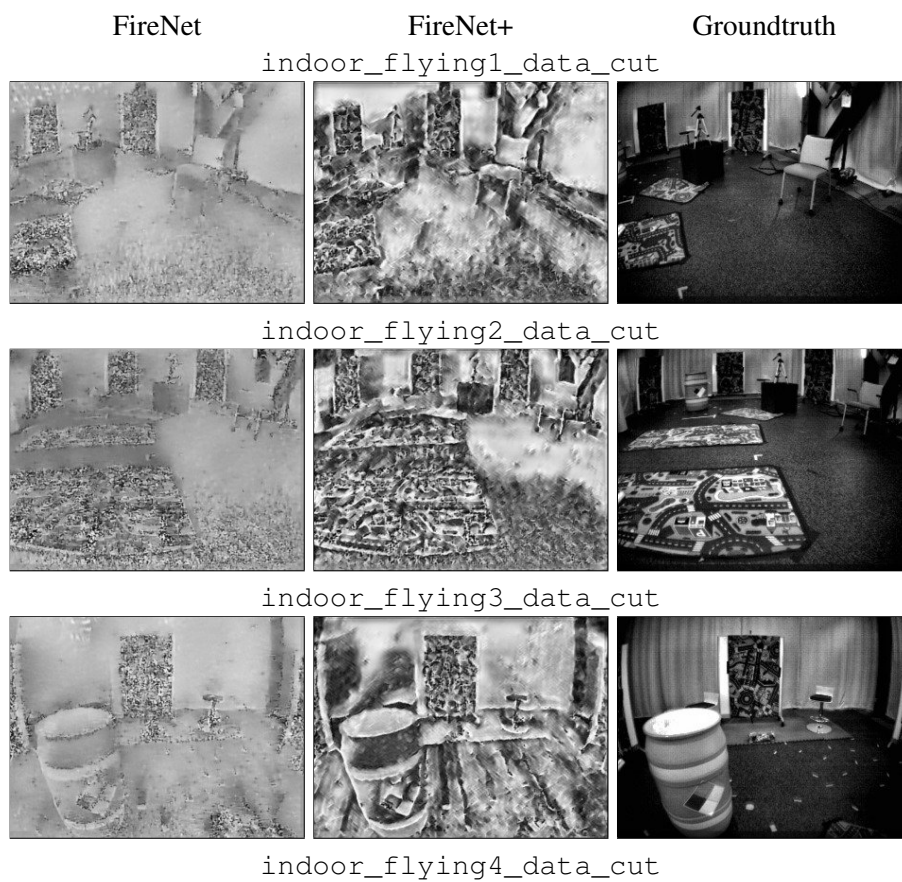 FireNet FireNet+ Groundtruth
indoor_flying1_data_cut
indoor_flying2_data_cut
indoor_flying3_data_cut
indoor_flying4_data_cut